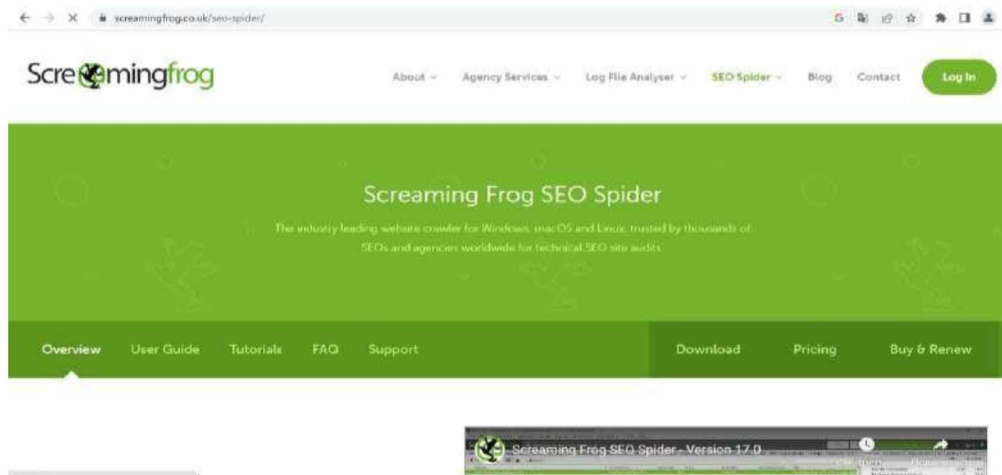 screamingfrog.co.uk/seo-spider/
Screamingfrog
About
Agency Services
Log File Analyser
SEO Spider
Blog
Contact
Log In
Screaming Frog SEO Spider
The industry leading website crawler for Windows, macOS and Linux, trusted by thousands of
SEOs and agencies worldwide for technical SEO site audits
Overview
User Guide
Tutorials
FAQ
Support
Download
Pricing
Buy & Renew
Screaming Frog SEO Spider - Version 17.0